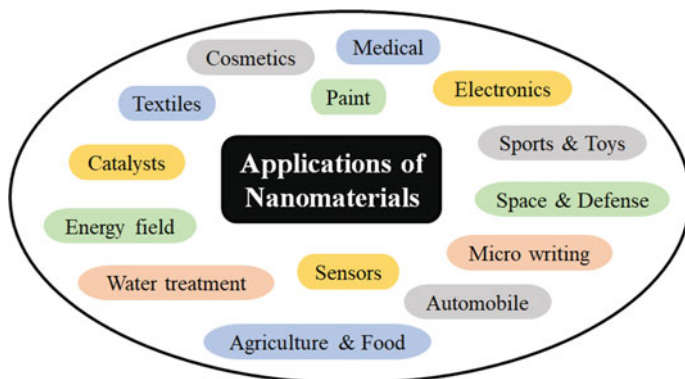 Medical
Cosmetics
Electronics
Textiles
Paint
Sports & Toys
Catalysts
Applications of
Nanomaterials
Space & Defense
Energy field
Micro writing
Sensors
Water treatment
Automobile
Agriculture & Food